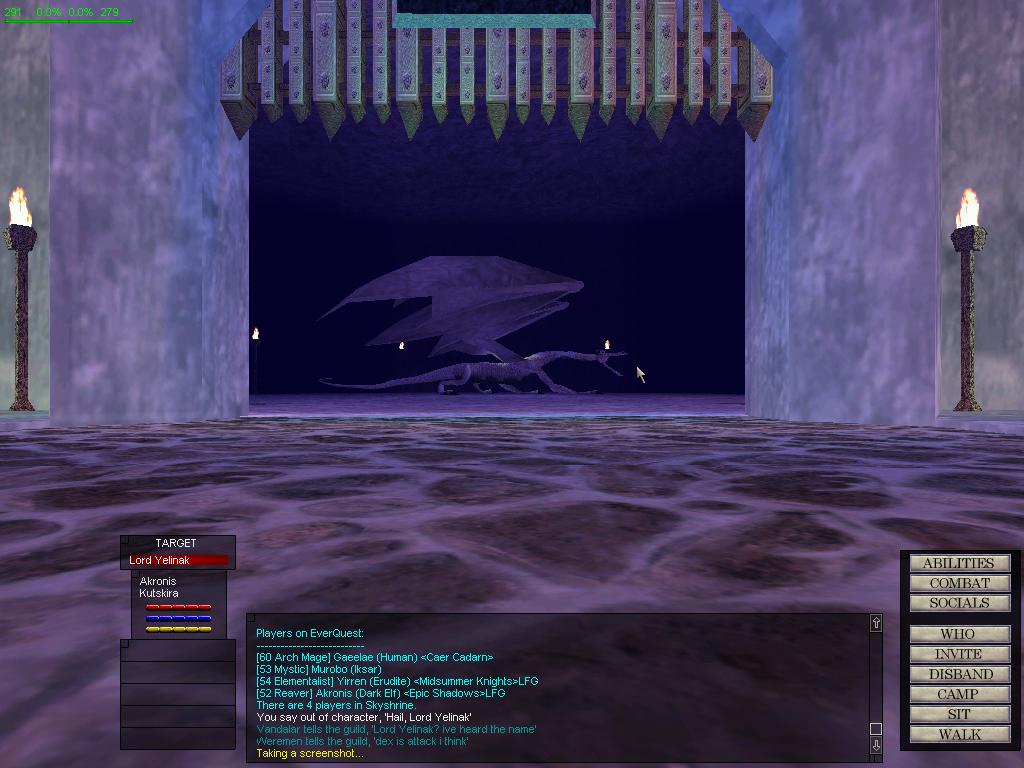 291 0.0% 0.0% 279
TARGET
Lord Yelinak
Akronis
Kutskira
Players on EverQuest:
---------------------------
[60 Arch Mage] Gaeelae (Human) <Caer Cadarn>
[53 Mystic] Murobo (Iksar)
[54 Elementalist] Yirren (Erudite) <Midsummer Knights>LFG
[52 Reaver] Akronis (Dark Elf) <Epic Shadows>LFG
There are 4 players in Skyshrine.
You say out of character, 'Hail, Lord Yelinak'
Vandalar tells the guild, 'Lord Yelinak? ive heard the name'
Weremen tells the guild, 'dex is attack i think'
Taking a screenshot...
ABILITIES
COMBAT
SOCIALS
WHO
INVITE
DISBAND
CAMP
SIT
WALK